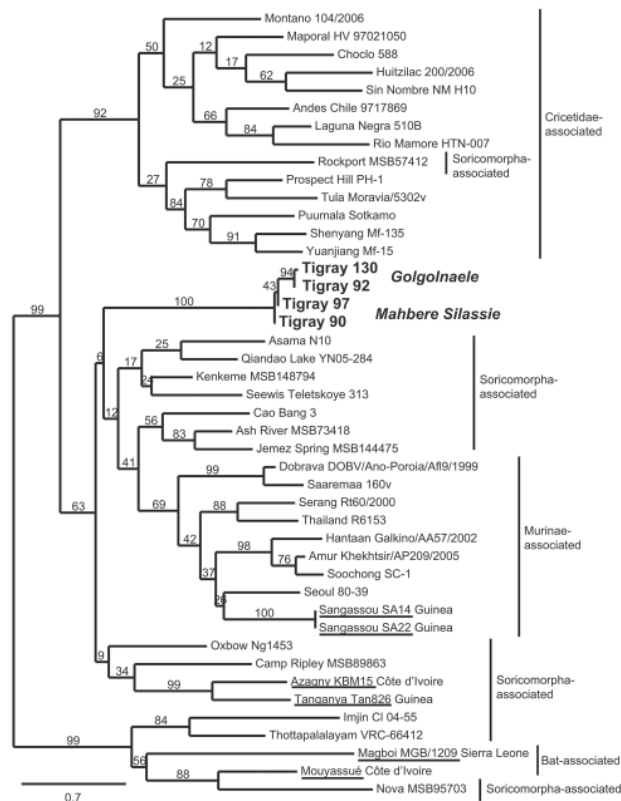 Montano 104/2006
50
Maporal HV 97021050
12
Choclo 588
17
Huitzilac 200/2006
25
62
Sin Nombre NM H10
Andes Chile 9717869
92
66
Laguna Negra 510B
84
Rio Mamore HTN-007
Cricetidae-
associated
Rockport MSB57412
Soricomorpha-
associated
27
Prospect Hill PH-1
78
84
Tula Moravia/5302v
Puumala Sotkamo
70
Shenyang Mf-135
91
Yuanjiang Mf-15
94
Tigray 130
Golgolnaele
Tigray 92
43
99
100
Tigray 97
Mahbere Silassie
Tigray 90
Asama N10
25
Qiandao Lake YN05-284
6
17
Kenkeme MSB148794
24
Seewis Teletskoye 313
Soricomorpha-
associated
12
Cao Bang 3
56
Ash River MSB73418
83
Jemez Spring MSB144475
41
Dobrava DOBV/Ano-Poroia/Afl9/1999
99
Saaremaa 160v
63
69
Serang Rt60/2000
88
Thailand R6153
42
Hantaan Galkino/AA57/2002
98
Amur Khekhtsir/AP209/2005
76
Soochong SC-1
Murinae-
associated
37
Seoul 80-39
26
Sangassou SA14 Guinea
100
Sangassou SA22 Guinea
Oxbow Ng1453
9
Camp Ripley MSB89863
34
Azagny KBM15 Côte d'Ivoire
99
Tanganya Tan826 Guinea
Soricomorpha-
associated
Imjin Cl 04-55
84
Thottapalalayam VRC-66412
99
Magboi MGB/1209 Sierra Leone
Bat-associated
56
Mouyassué Côte d'Ivoire
88
Nova MSB95703
Soricomorpha-associated
0.7